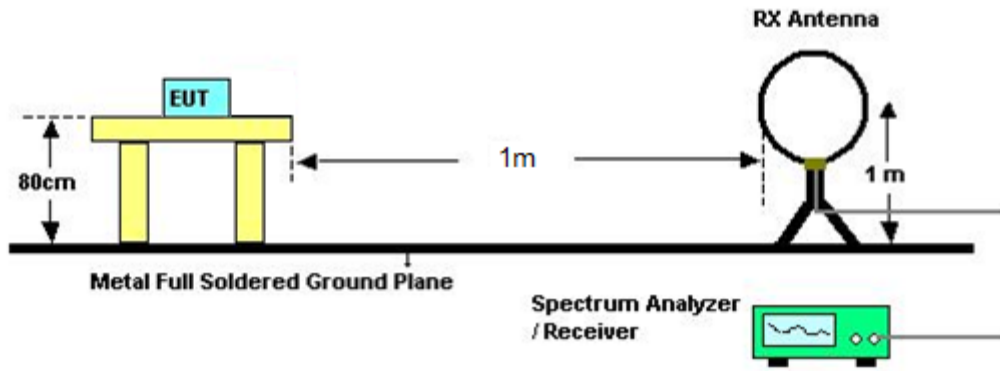 RX Antenna
EUT
1m
80cm
1 m
Metal Full Soldered Ground Plane
Spectrum Analyzer
/ Receiver